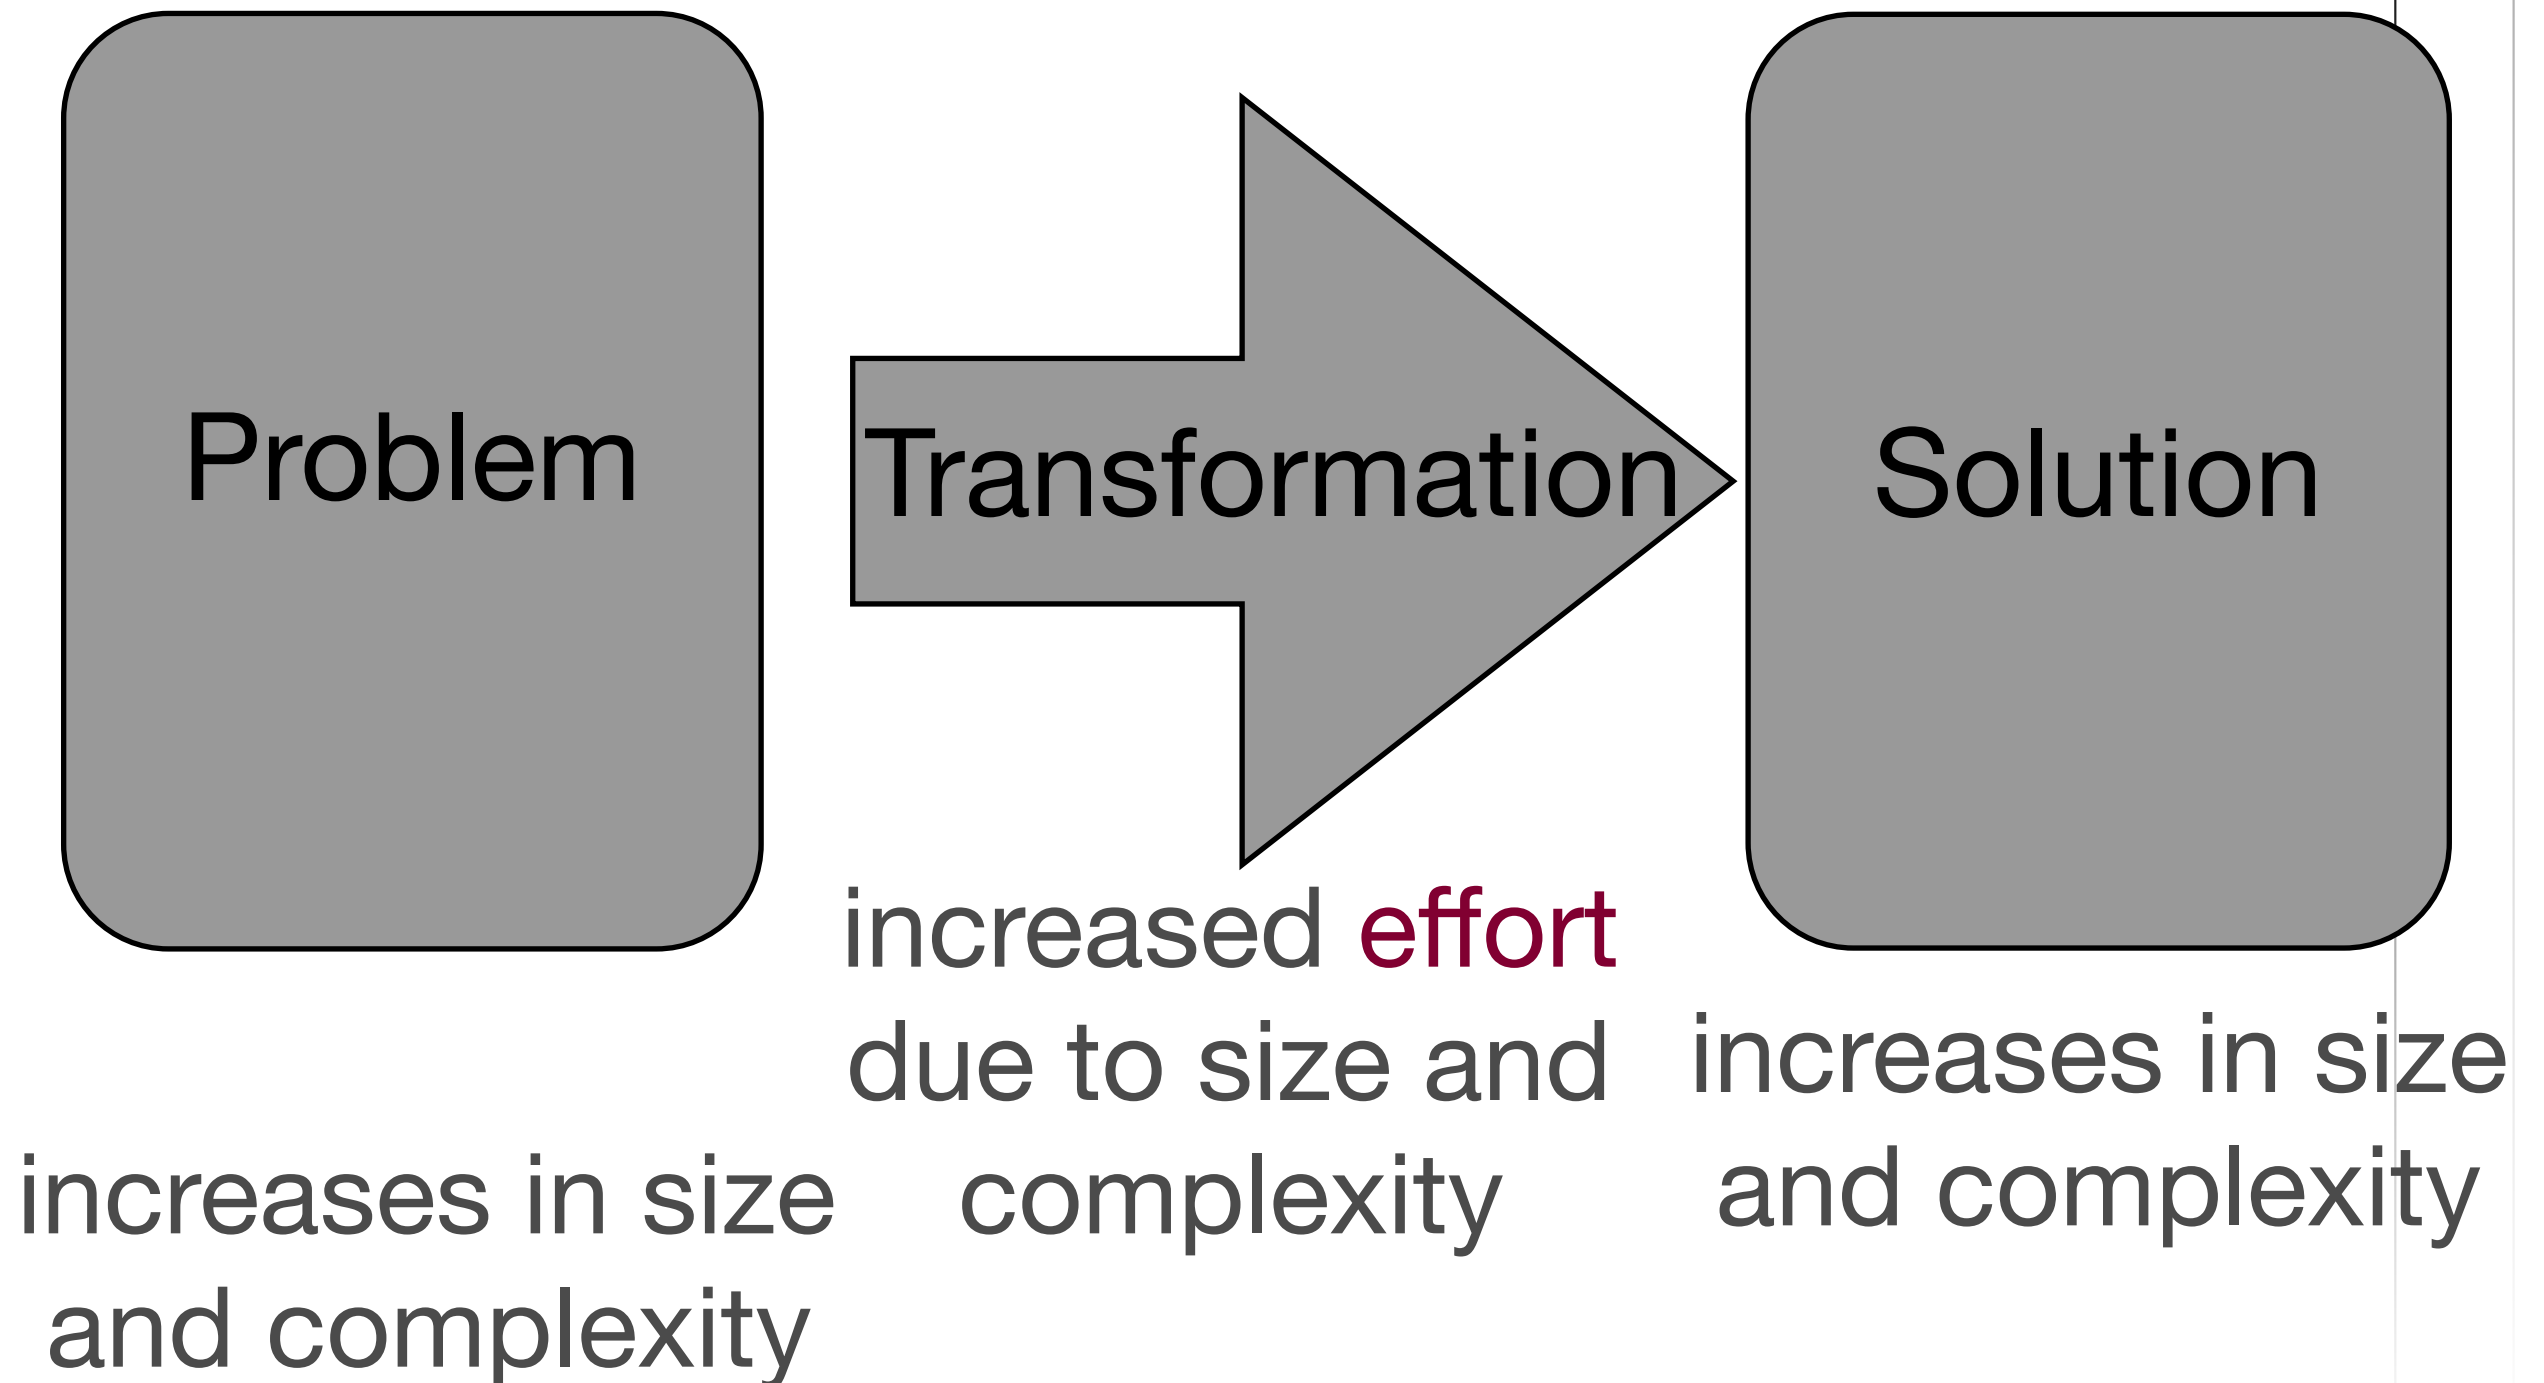 Problem
Transformation
Solution
increases in size
and complexity
increased effort
due to size and
complexity
increases in size
and complexity